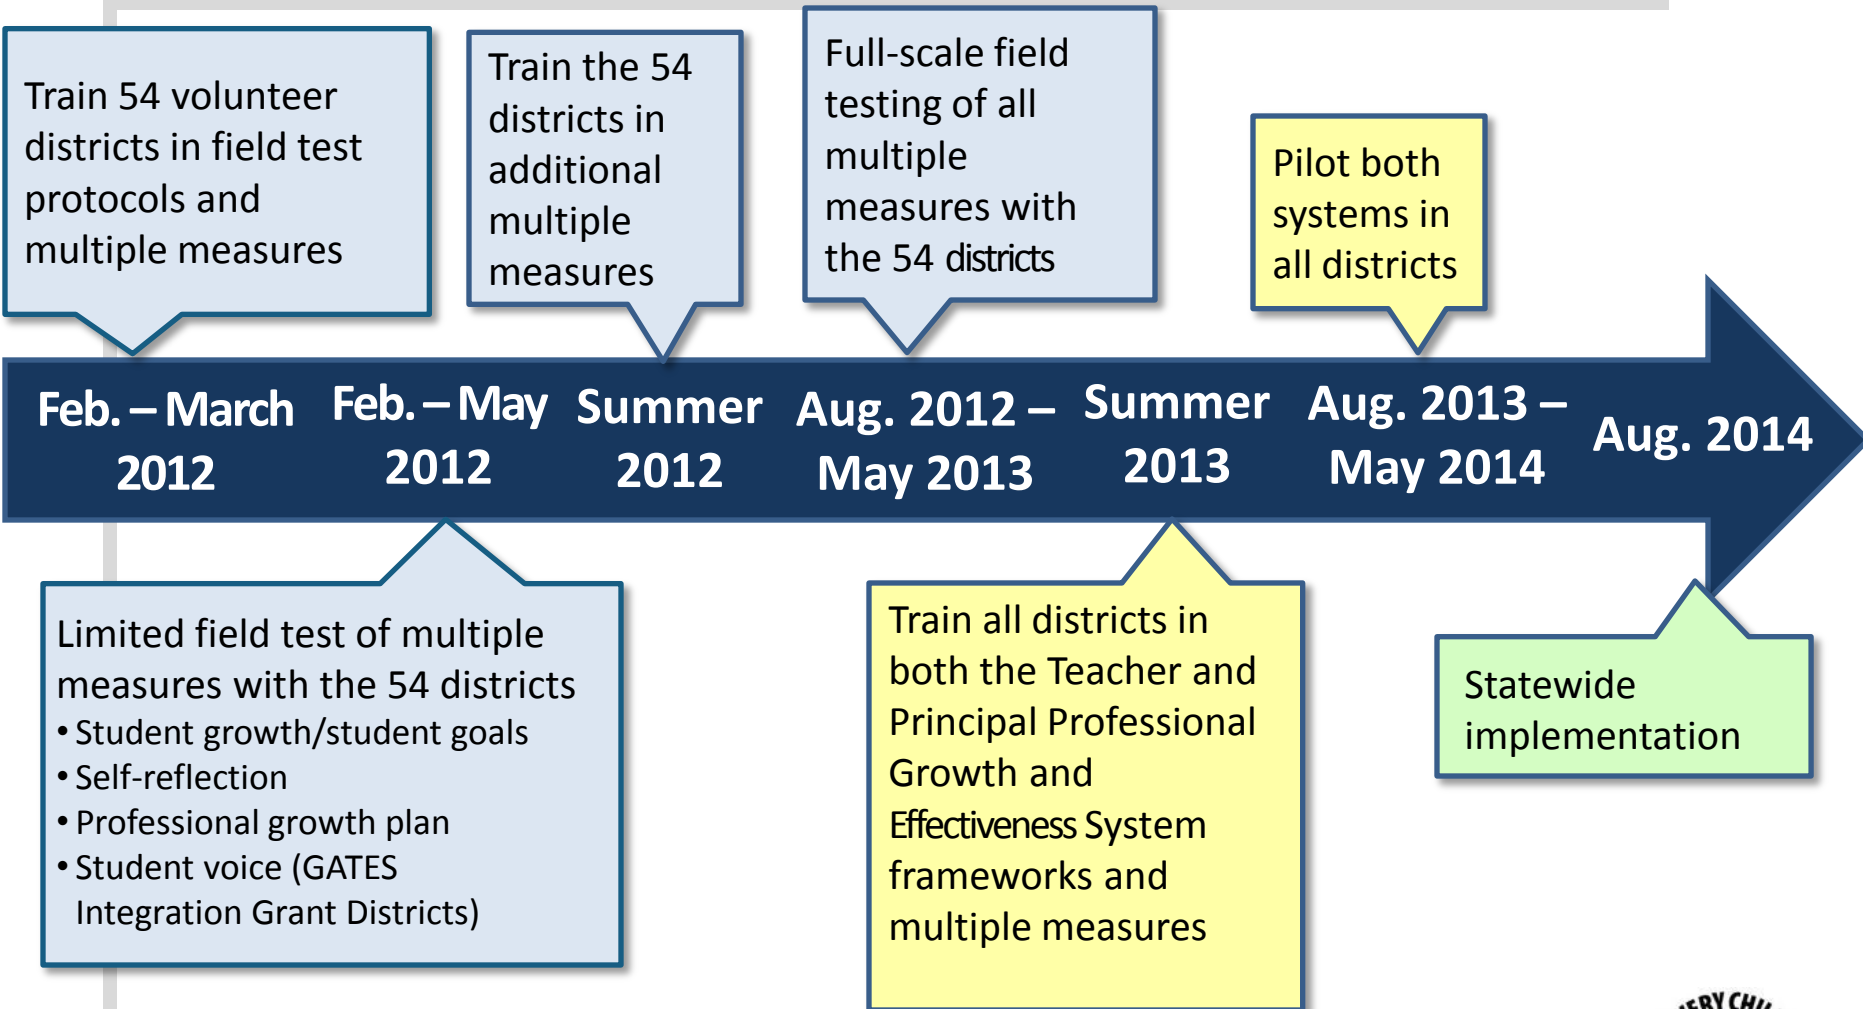 Train 54 volunteer
districts in field test
protocols and
multiple measures
Train the 54
districts in
additional
multiple
measures
Full-scale field
testing of all
multiple
measures with
the 54 districts
Pilot both
systems in
all districts
Feb. – March
2012
Feb. – May
2012
Summer
2012
Aug. 2012 –
May 2013
Summer
2013
Aug. 2013 –
May 2014
Aug. 2014
Limited field test of multiple
measures with the 54 districts
• Student growth/student goals
• Self-reflection
• Professional growth plan
• Student voice (GATES
Integration Grant Districts)
Train all districts in
both the Teacher and
Principal Professional
Growth and
Effectiveness System
frameworks and
multiple measures
Statewide
implementation